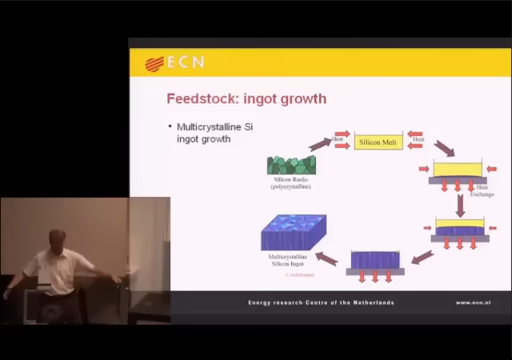 ECN
Feedstock: ingot growth
• Multicrystalline Si
ingot growth
Heat
Silicon Melt
Heat
Silicon Rocks
(polycrystalline)
Heat
Exchange
Multicrystalline
Silicon Ingot
Energy research Centre of the Netherlands
www.ecn.nl